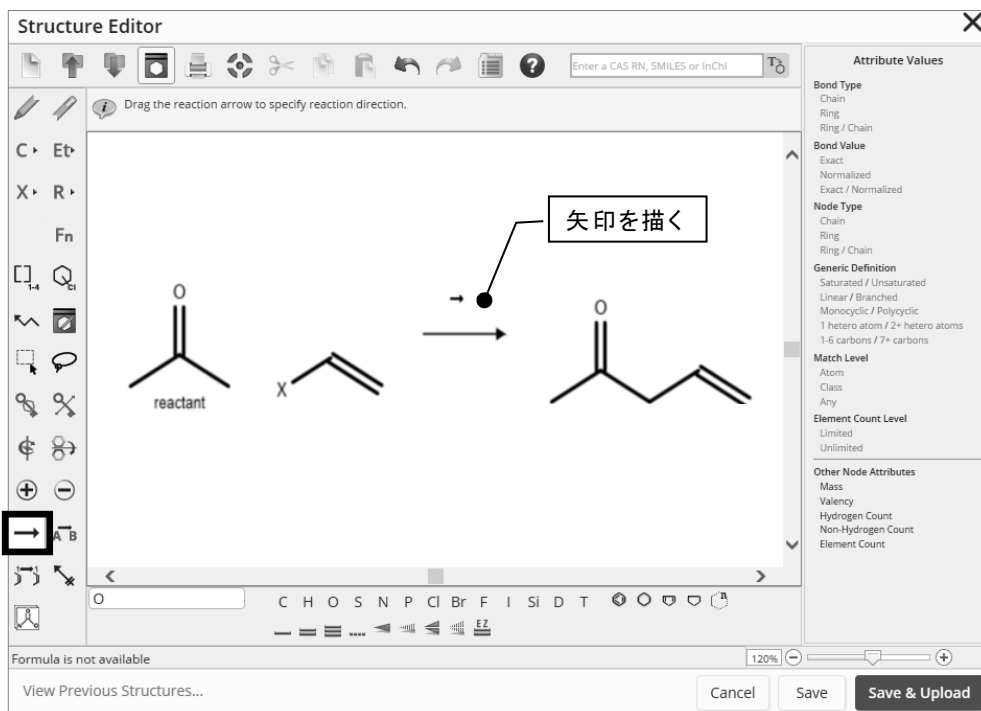 Structure Editor
Enter a CAS RN, SMILES or InChI
Drag the reaction arrow to specify reaction direction.
C Et
X R
Fn
1-4 Cl
A B
矢印を描く
O
reactant
X
O
O
C H O S N P Cl Br F I Si D T n
E Z
Formula is not available
120%
View Previous Structures...
Cancel
Save
Save & Upload
Attribute Values
Bond Type
Chain
Ring
Ring / Chain
Bond Value
Exact
Normalized
Exact / Normalized
Node Type
Chain
Ring
Ring / Chain
Generic Definition
Saturated / Unsaturated
Linear / Branched
Monocyclic / Polycyclic
1 hetero atom / 2+ hetero atoms
1-6 carbons / 7+ carbons
Match Level
Atom
Class
Any
Element Count Level
Limited
Unlimited
Other Node Attributes
Mass
Valency
Hydrogen Count
Non-Hydrogen Count
Element Count